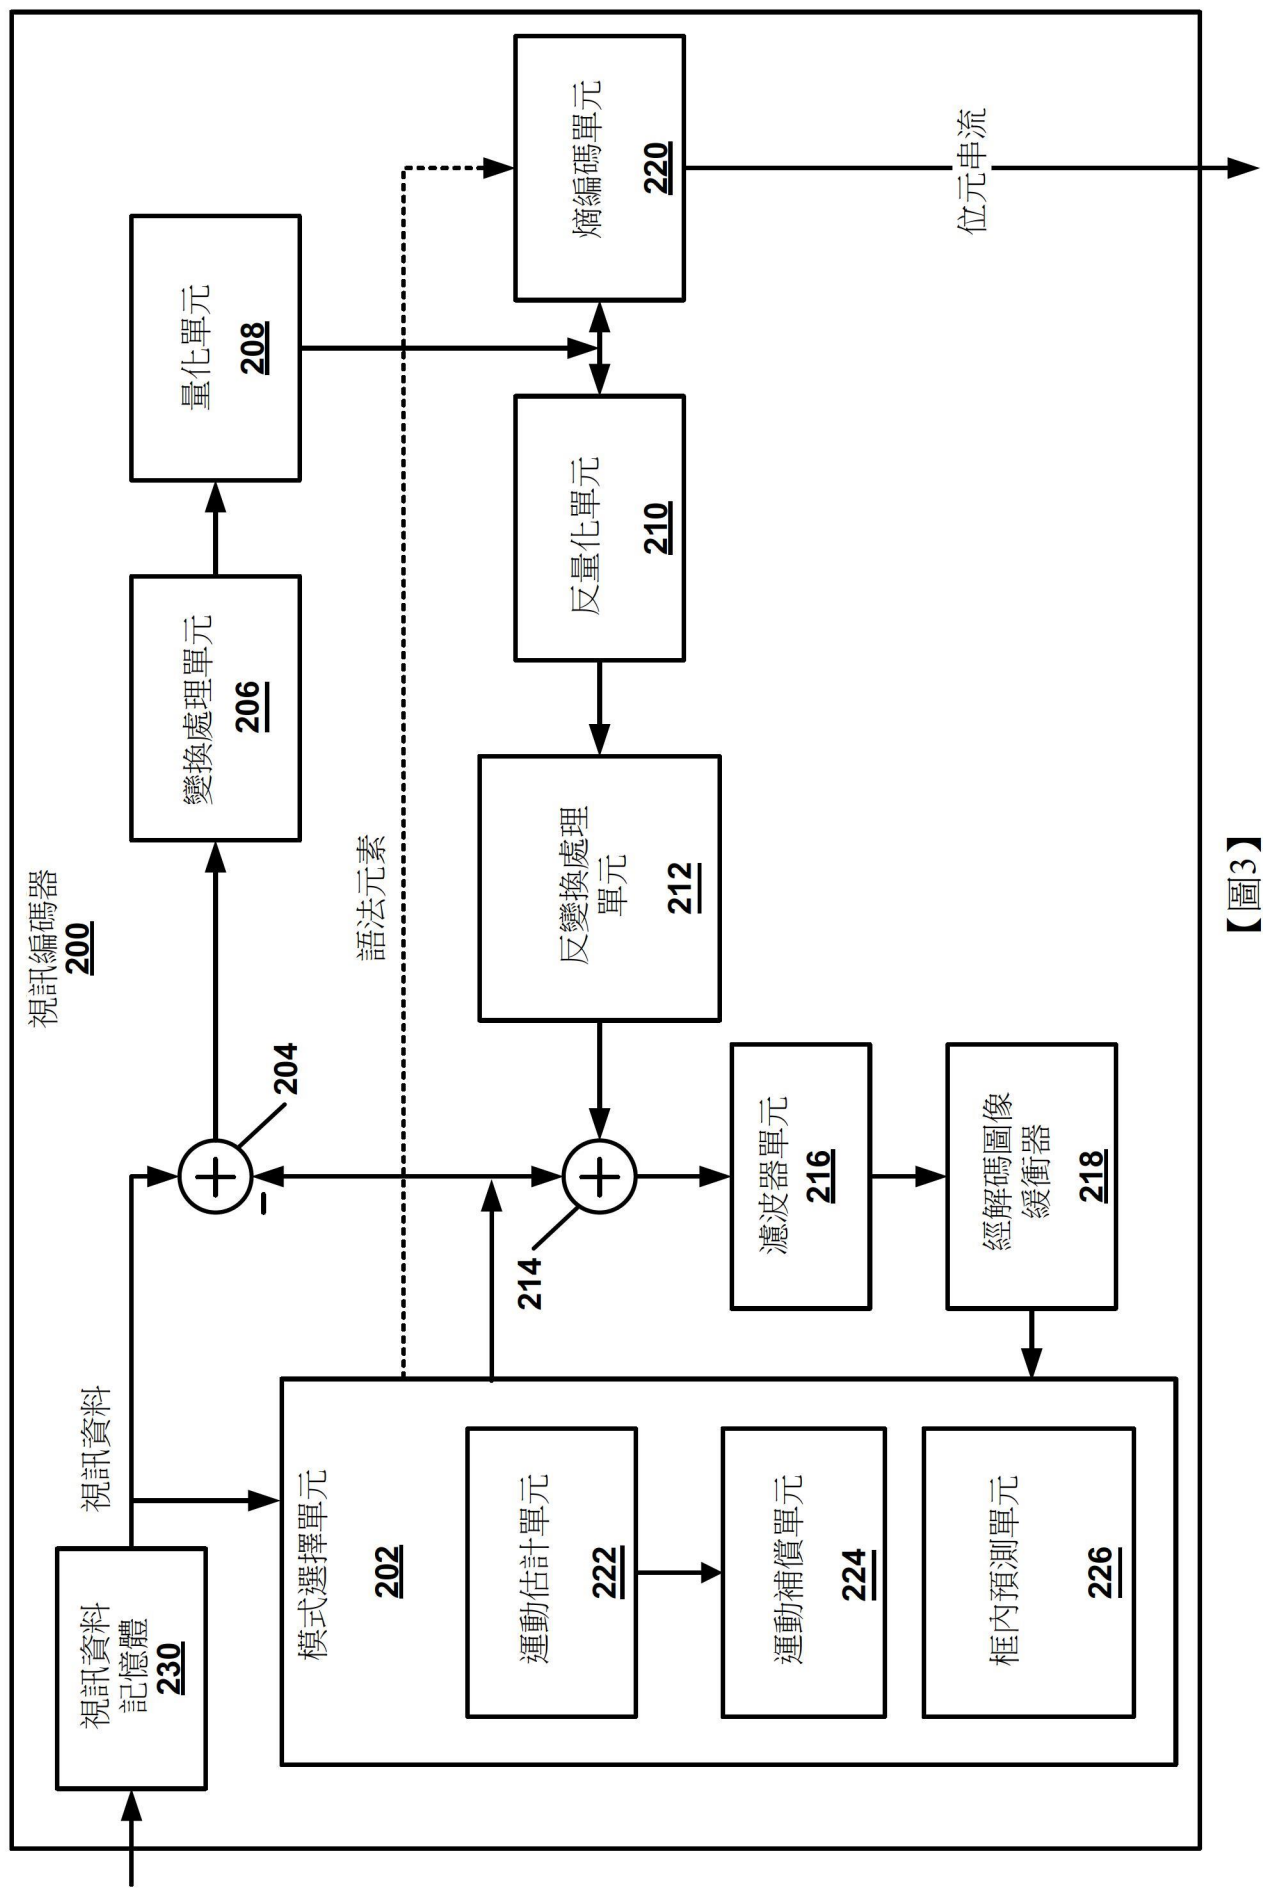 視訊編碼器
200
視訊資料
記憶體
230
視訊資料
204
變換處理單元
206
量化單元
208
語法元素
模式選擇單元
202
運動估計單元
222
運動補償單元
224
框內預測單元
226
214
反變換處理
單元
212
反量化單元
210
熵編碼單元
220
濾波器單元
216
經解碼圖像
緩衝器
218
位元串流
【圖3】